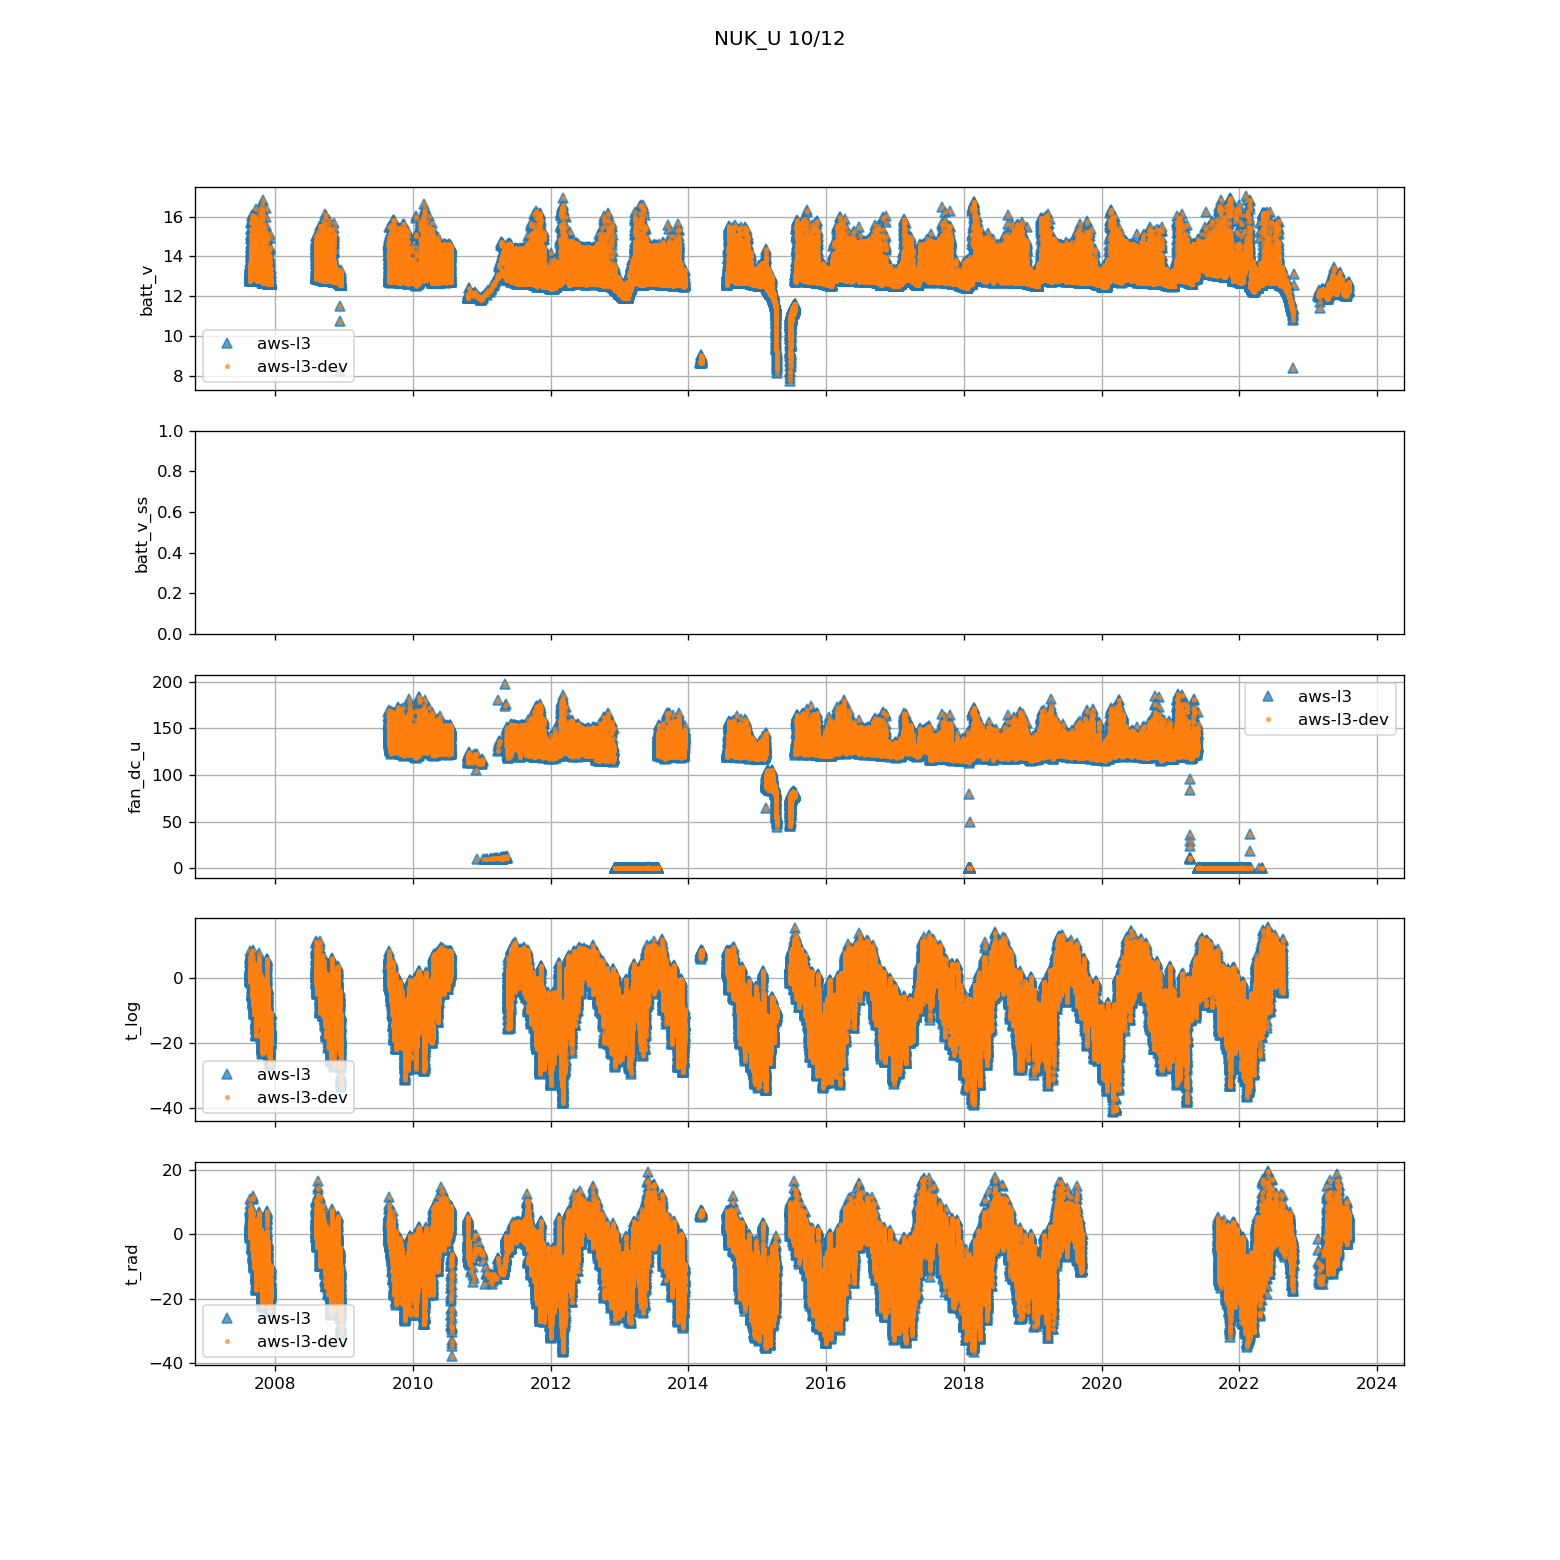 NUK_U 10/12
batt_v
16
14
13
12
10
8
aws-l3
aws-l3-dev
batt_v_ss
1.0
0.8
0.6
0.4
0.2
0.0
fan_dc_u
200
150
100
50
0
aws-l3
aws-l3-dev
t_log
0
−20
−40
aws-l3
aws-l3-dev
t_rad
20
0
−20
−40
aws-l3
aws-l3-dev
2008 2010 2012 2014 2016 2018 2020 2022 2024